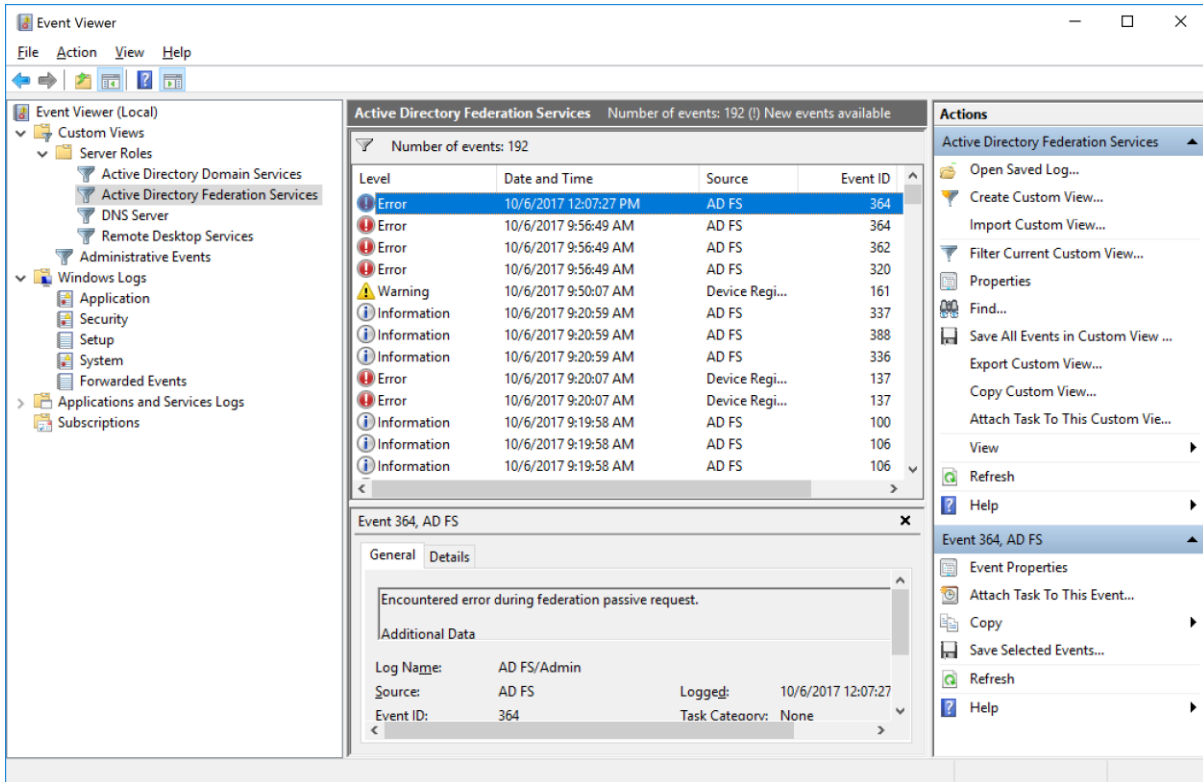 Event Viewer
File Action View Help
Event Viewer (Local)
Custom Views
Server Roles
Active Directory Domain Services
Active Directory Federation Services
DNS Server
Remote Desktop Services
Administrative Events
Windows Logs
Application
Security
Setup
System
Forwarded Events
Applications and Services Logs
Subscriptions
Active Directory Federation Services Number of events: 192 (!) New events available
Number of events: 192
Level Date and Time Source Event ID
Error 10/6/2017 12:07:27 PM AD FS 364
Error 10/6/2017 9:56:49 AM AD FS 364
Error 10/6/2017 9:56:49 AM AD FS 362
Error 10/6/2017 9:56:49 AM AD FS 320
Warning 10/6/2017 9:50:07 AM Device Regi... 161
Information 10/6/2017 9:20:59 AM AD FS 337
Information 10/6/2017 9:20:59 AM AD FS 388
Information 10/6/2017 9:20:59 AM AD FS 336
Error 10/6/2017 9:20:07 AM Device Regi... 137
Error 10/6/2017 9:20:07 AM Device Regi... 137
Information 10/6/2017 9:19:58 AM AD FS 100
Information 10/6/2017 9:19:58 AM AD FS 106
Information 10/6/2017 9:19:58 AM AD FS 106
Event 364, AD FS
General Details
Encountered error during federation passive request.
Additional Data
Log Name: AD FS/Admin
Source: AD FS Logged: 10/6/2017 12:07:27
Event ID: 364 Task Category: None
Actions
Active Directory Federation Services
Open Saved Log...
Create Custom View...
Import Custom View...
Filter Current Custom View...
Properties
Find...
Save All Events in Custom View ...
Export Custom View...
Copy Custom View...
Attach Task To This Custom Vie...
View
Refresh
Help
Event 364, AD FS
Event Properties
Attach Task To This Event...
Copy
Save Selected Events...
Refresh
Help